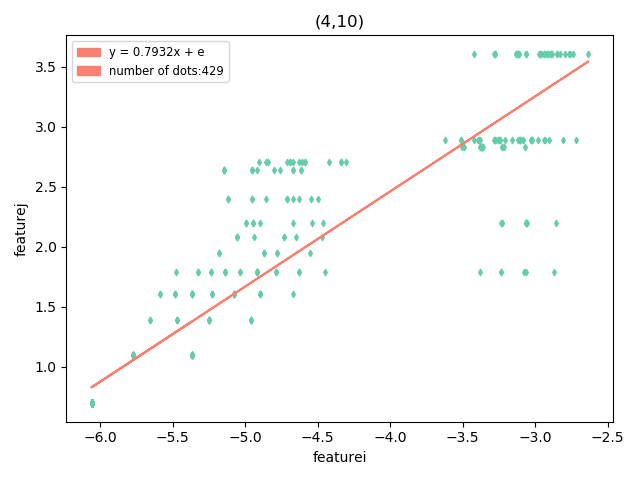 (4,10)
y = 0.7932x + e
number of dots:429
featurej
3.5
3.0
2.5
2.0
1.5
1.0
−6.0 −5.5 −5.0 −4.5 −4.0 −3.5 −3.0 −2.5
featurei